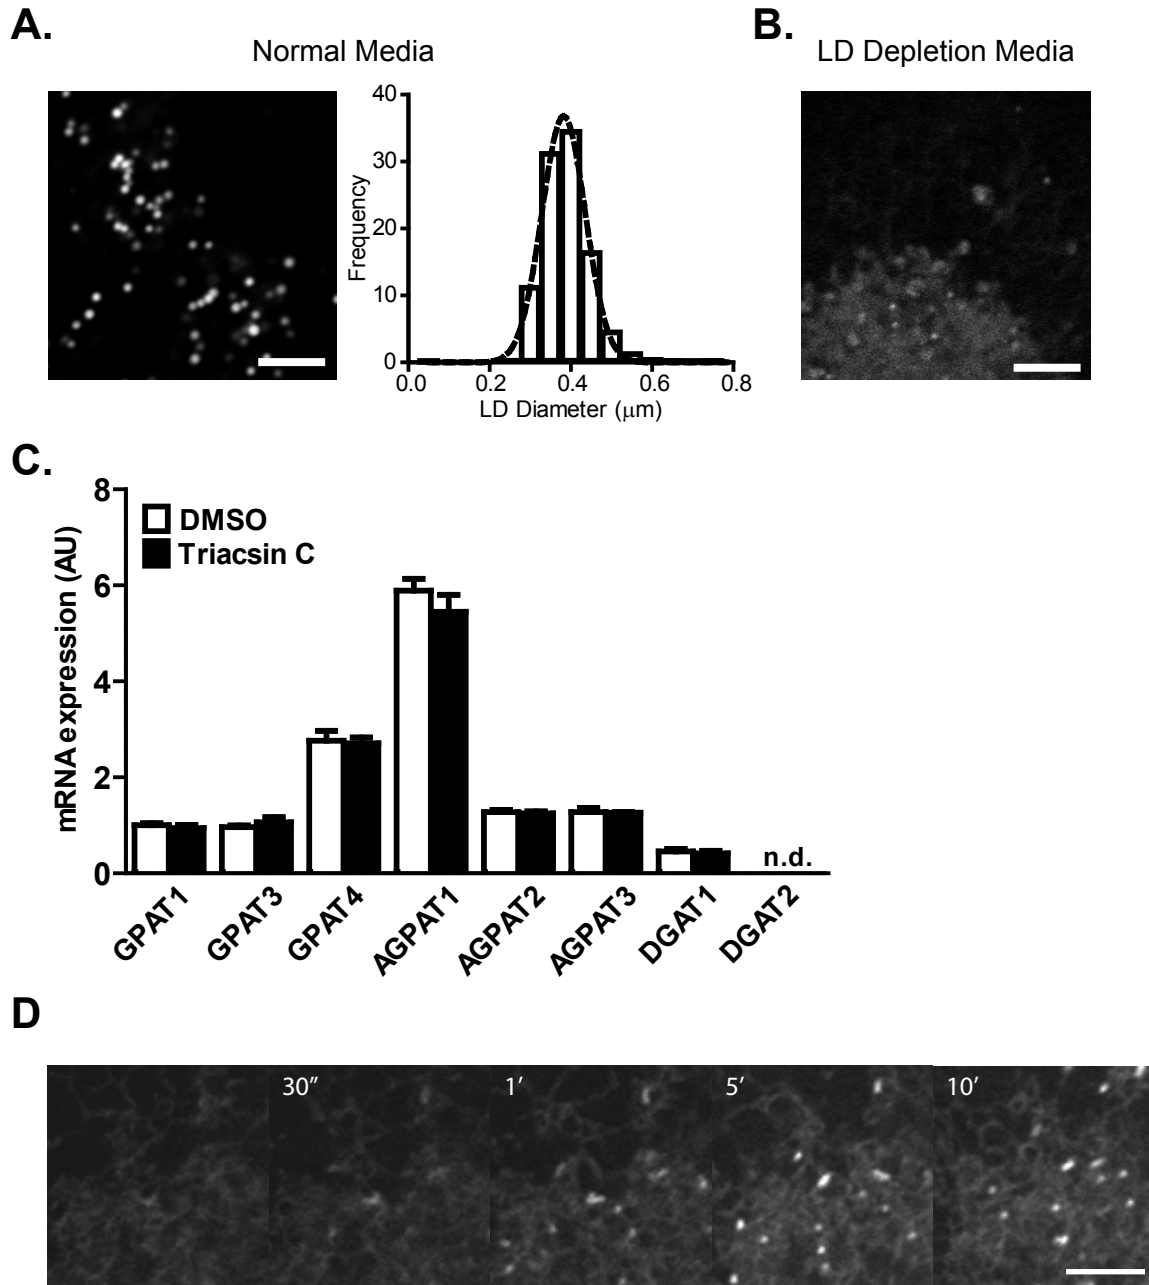 A.
Normal Media
B.
LD Depletion Media
40
30
20
10
0
Frequency
0.0
0.2
0.4
0.6
0.8
LD Diameter (μm)
C.
8
6
4
2
0
mRNA expression (AU)
DMSO
Triacsin C
n.d.
GPAT1
GPAT3
GPAT4
AGPAT1
AGPAT2
AGPAT3
DGAT1
DGAT2
D
30″
1′
5′
10′